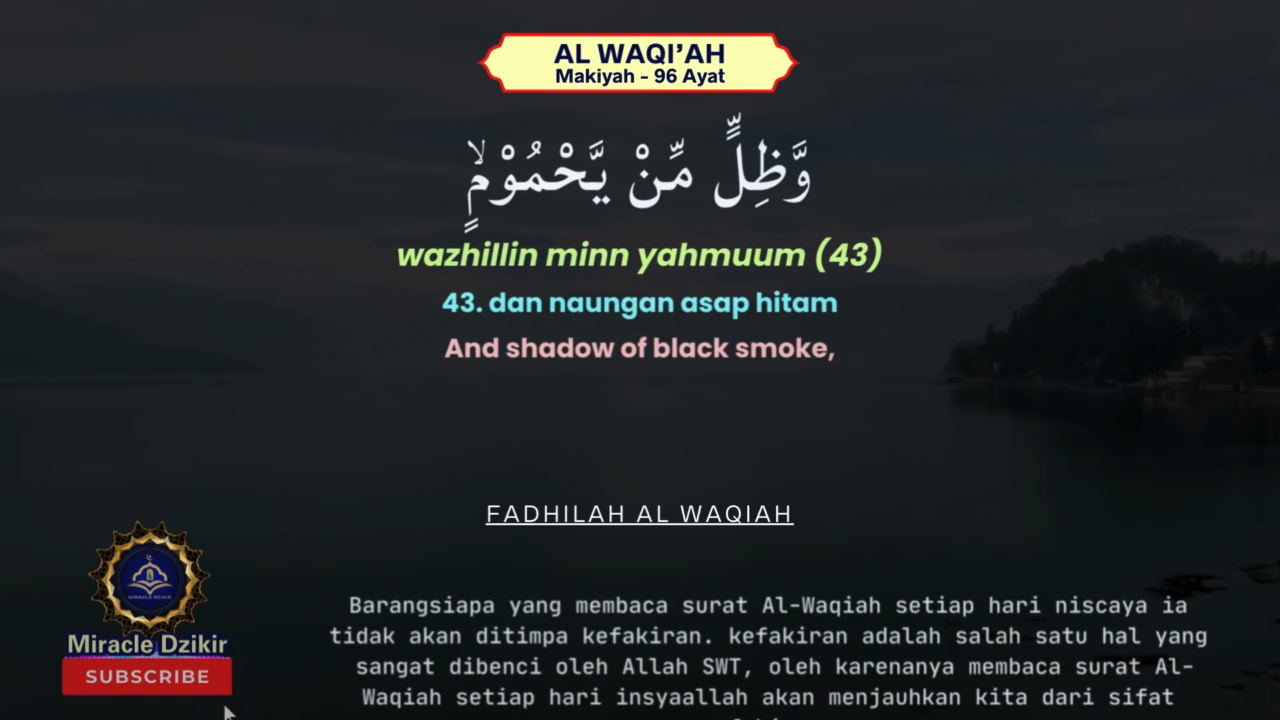 AL WAQI’AH
Makiyah - 96 Ayat
وَّظِلٍّ مِّنْ يَّحْمُوْمٍۙ
wazhillin minn yahmuum (43)
43. dan naungan asap hitam
And shadow of black smoke,
FADHILAH AL WAQIAH
Barangsiapa yang membaca surat Al-Waqiah setiap hari niscaya ia
tidak akan ditimpa kefakiran. kefakiran adalah salah satu hal yang
sangat dibenci oleh Allah SWT, oleh karenanya membaca surat Al-
Waqiah setiap hari insyaallah akan menjauhkan kita dari sifat
MIRACLE DZIKIR
Miracle Dzikir
SUBSCRIBE